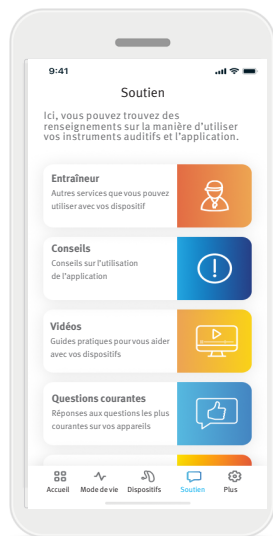 9:41
Soutien
Ici, vous pouvez trouvez des
renseignements sur la manière d'utiliser
vos instruments auditifs et l'application.
Entraîneur
Autres services que vous pouvez
utiliser avec vos dispositif
Conseils
Conseils sur l'utilisation
de l'application
Vidéos
Guides pratiques pour vous aider
avec vos dispositifs
Questions courantes
Réponses aux questions les plus
courantes sur vos appareils
Accueil Mode de vie Dispositifs Soutien Plus